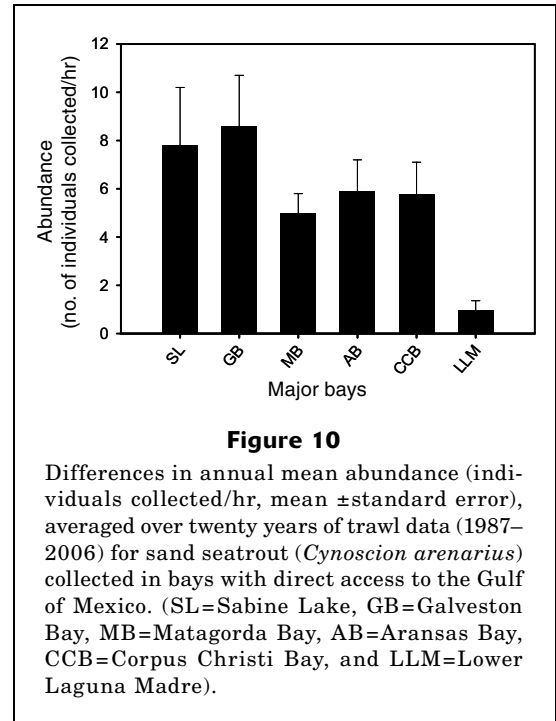 12
10
8
6
4
2
0
Abundance
(no. of individuals collected/hr)
SL
GB
MB
AB
CCB
LLM
Major bays
Figure 10
Differences in annual mean abundance (indi-
viduals collected/hr, mean ±standard error),
averaged over twenty years of trawl data (1987–
2006) for sand seatrout (Cynoscion arenarius)
collected in bays with direct access to the Gulf
of Mexico. (SL=Sabine Lake, GB=Galveston
Bay, MB=Matagorda Bay, AB=Aransas Bay,
CCB=Corpus Christi Bay, and LLM=Lower
Laguna Madre).